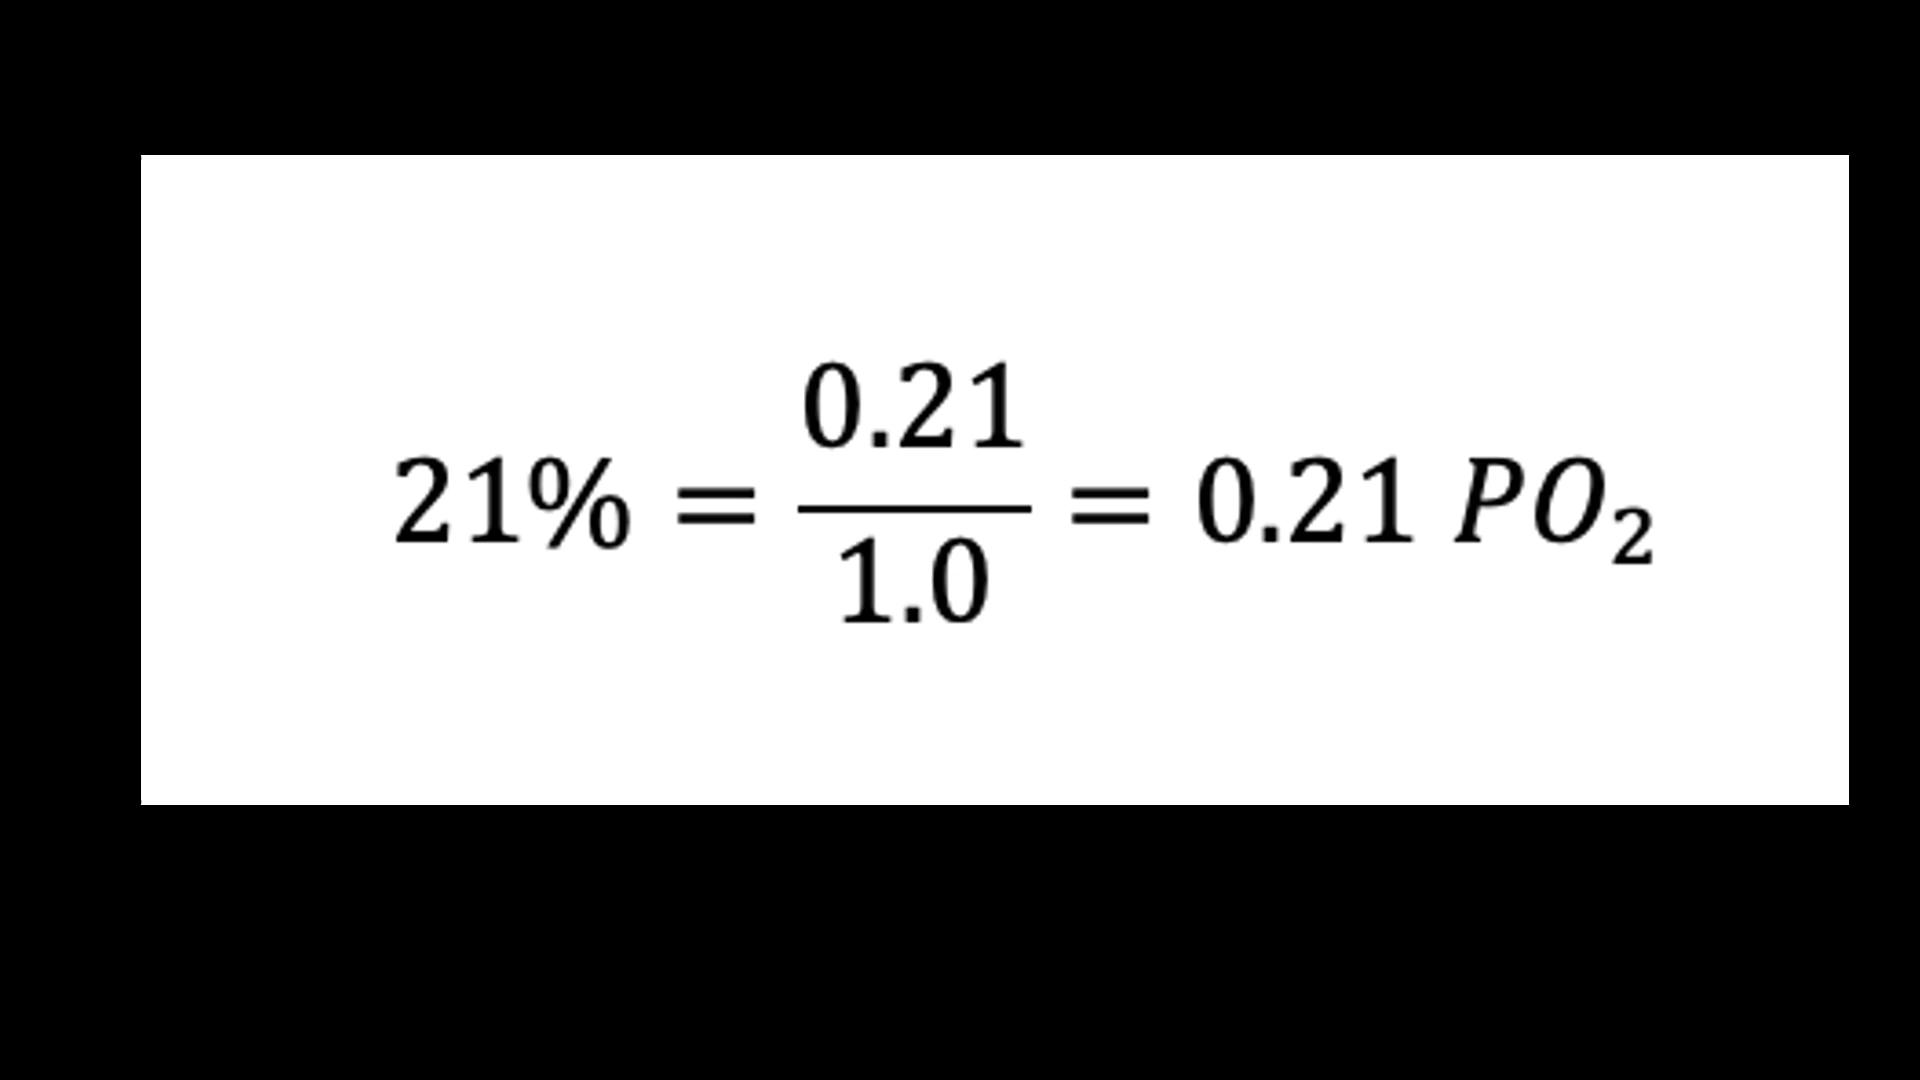 21% = 0.21/1.0 = 0.21 PO₂